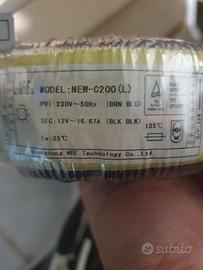 MODEL:NEW-C200(L)
PRI:230V~50Hz (BRN BLU)
SEC:12V~16.67A(BLK BLK)
135℃
ta:35℃
Technology Co.,Ltd.
subito